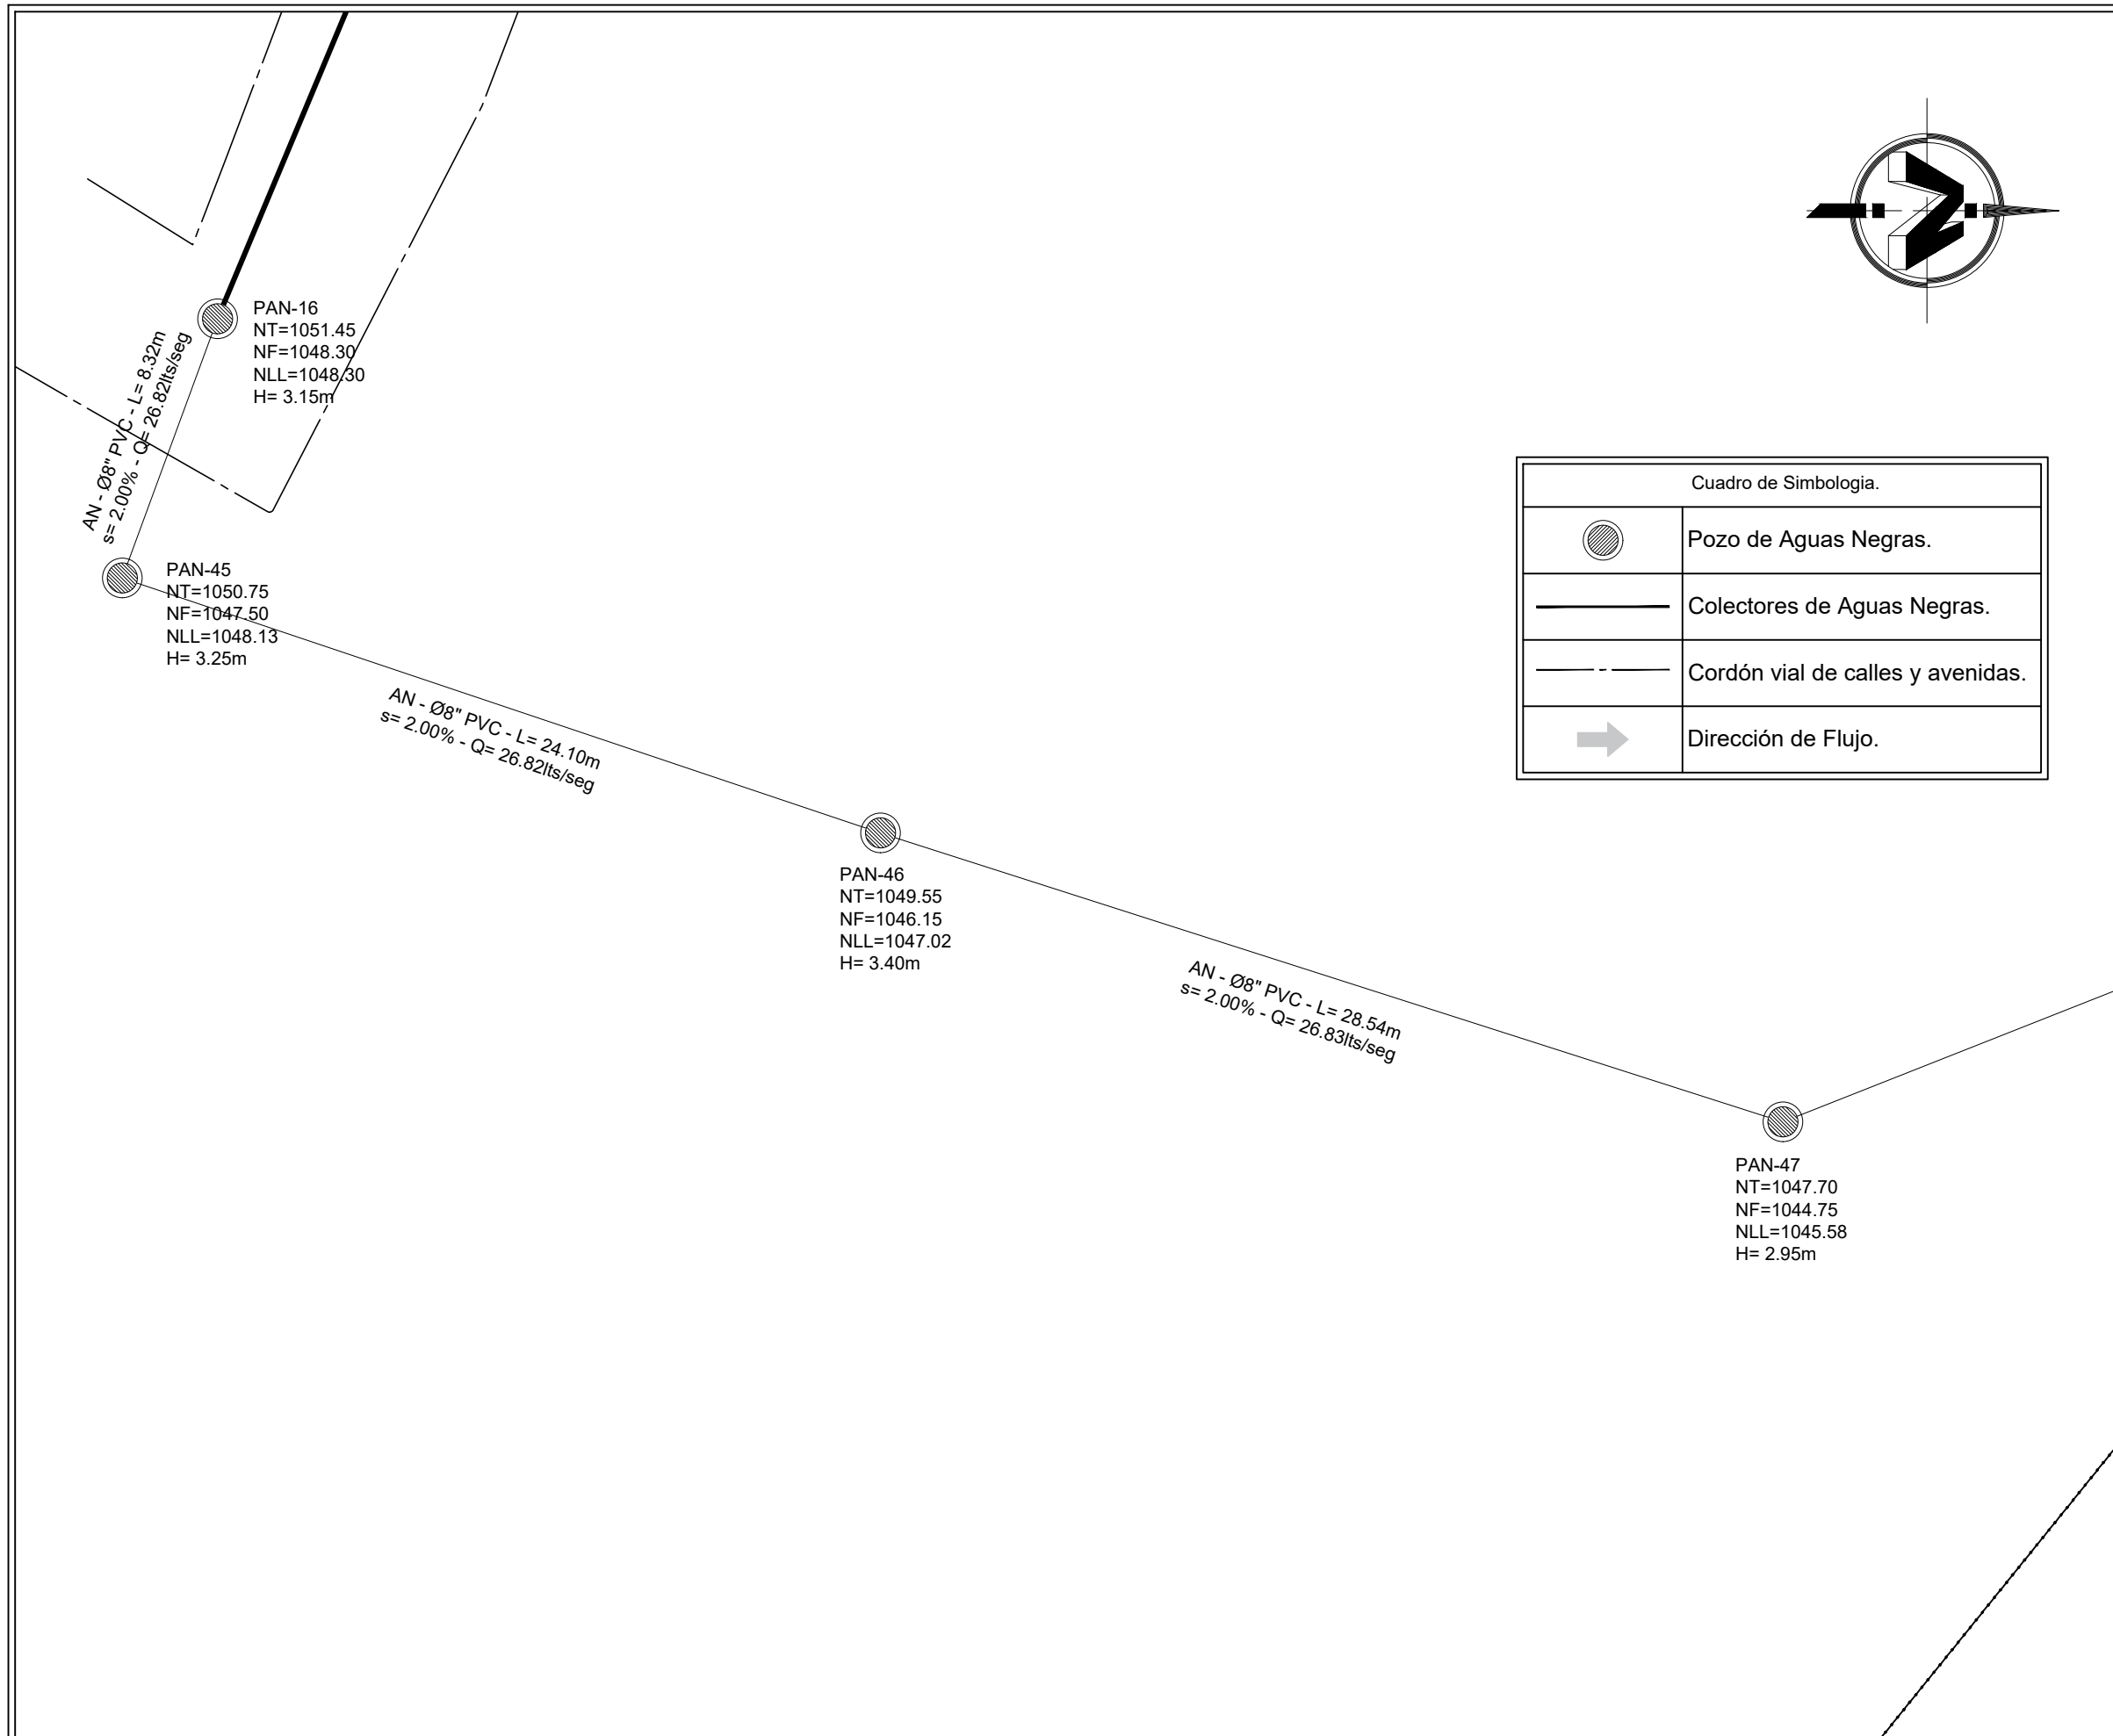 PAN-16
NT=1051.45
NF=1048.30
NLL=1048.30
H= 3.15m
AN - Ø8" PVC - L= 8.32m
s= 2.00% - Q= 26.82lts/seg
PAN-45
NT=1050.75
NF=1047.50
NLL=1048.13
H= 3.25m
AN - Ø8" PVC - L= 24.10m
s= 2.00% - Q= 26.82lts/seg
PAN-46
NT=1049.55
NF=1046.15
NLL=1047.02
H= 3.40m
AN - Ø8" PVC - L= 28.54m
s= 2.00% - Q= 26.83lts/seg
PAN-47
NT=1047.70
NF=1044.75
NLL=1045.58
H= 2.95m
N
Cuadro de Simbologia.
Pozo de Aguas Negras.
Colectores de Aguas Negras.
Cordón vial de calles y avenidas.
Dirección de Flujo.